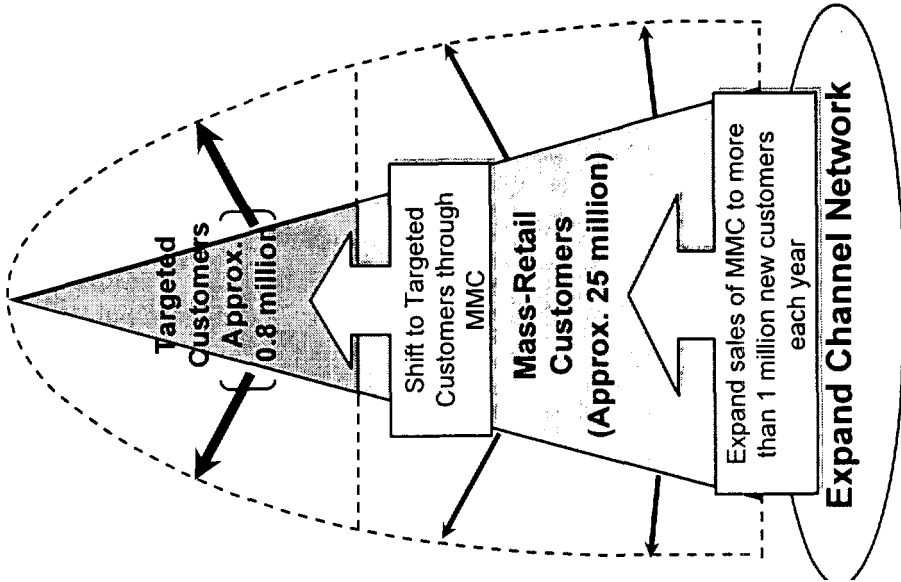 Targeted
Customers
Approx.
0.8 million
Shift to Targeted
Customers through
MMC
Mass-Retail
Customers
(Approx. 25 million)
Expand sales of MMC to more
than 1 million new customers
each year
Expand Channel Network